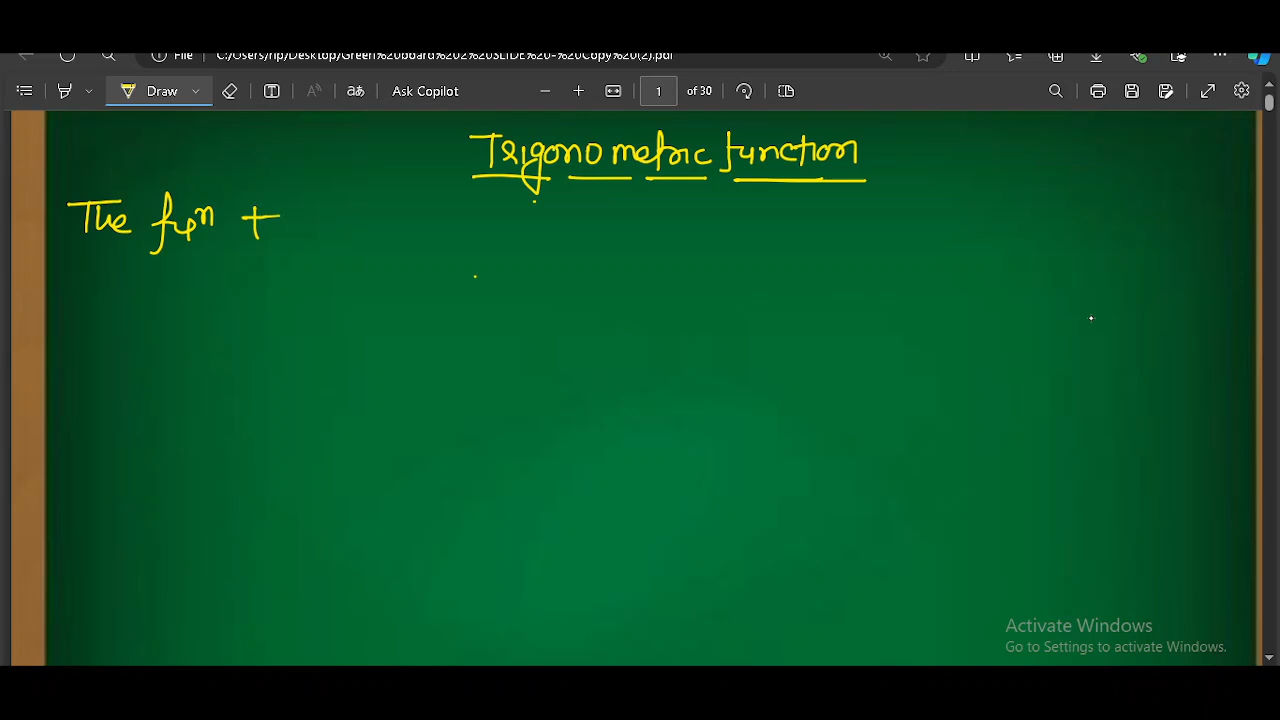 File C:/Users/hp/Desktop/Green%20board%202%20SLIDE%20-%20Copy%20(2).pdf
Draw Ask Copilot 1 of 30
Trigonometric function
The fun +
Activate Windows
Go to Settings to activate Windows.